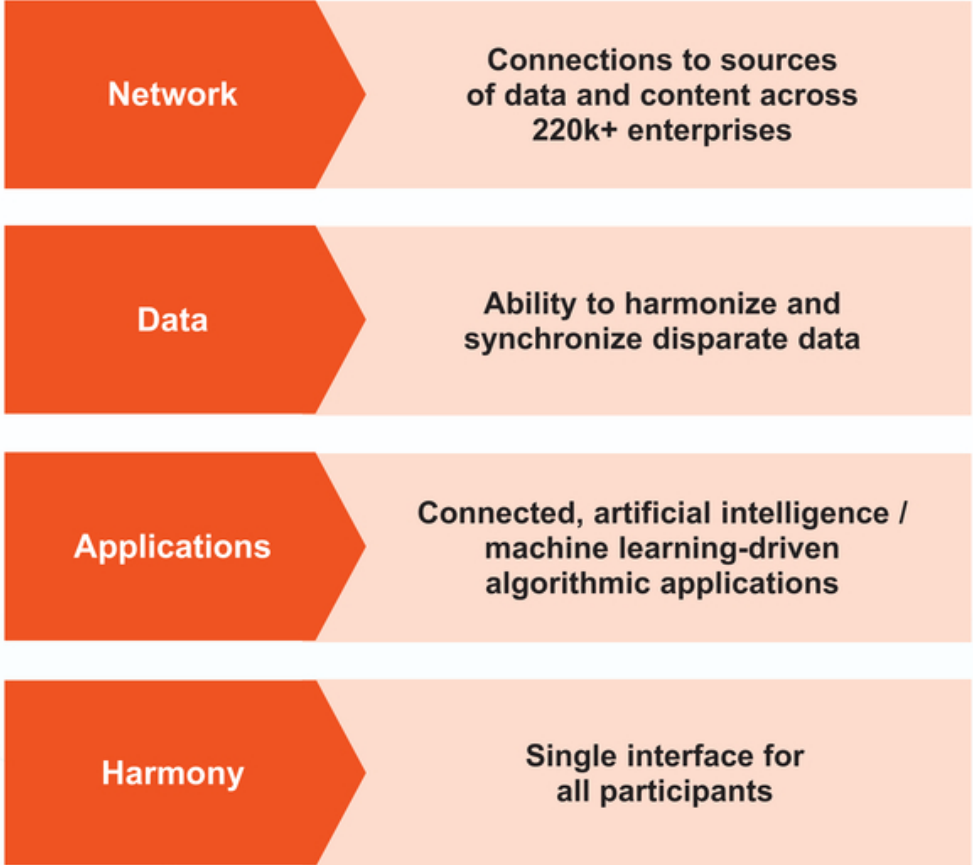 Network
Connections to sources
of data and content across
220k+ enterprises
Data
Ability to harmonize and
synchronize disparate data
Applications
Connected, artificial intelligence /
machine learning-driven
algorithmic applications
Harmony
Single interface for
all participants